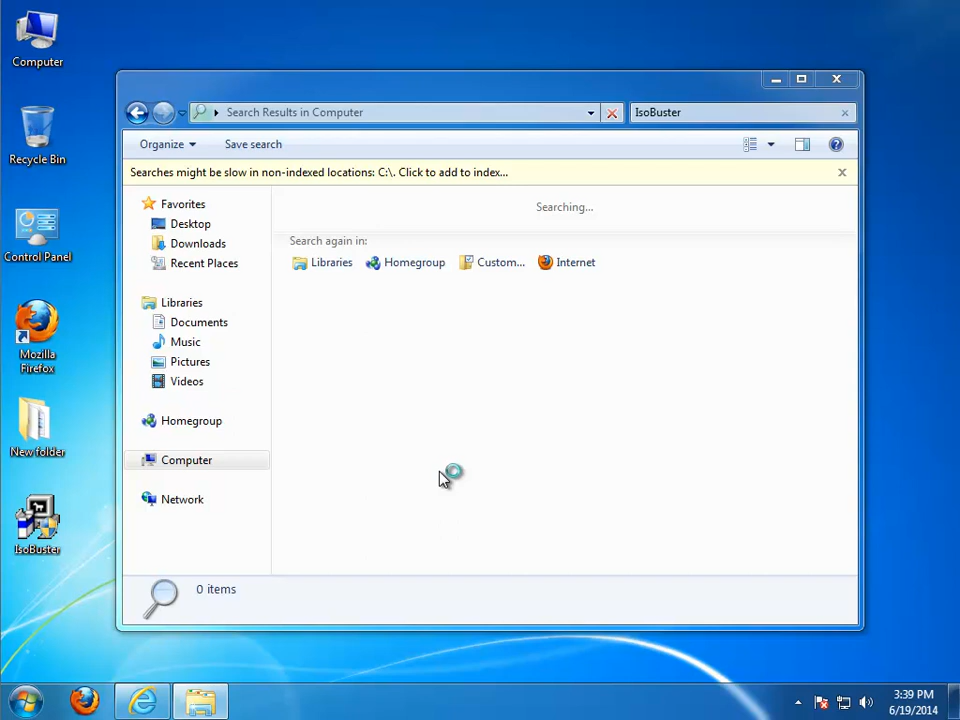 Computer
Recycle Bin
Control Panel
Mozilla
Firefox
New folder
IsoBuster
Search Results in Computer
IsoBuster
Organize
Save search
Searches might be slow in non-indexed locations: C:\. Click to add to index...
Favorites
Desktop
Downloads
Recent Places
Libraries
Documents
Music
Pictures
Videos
Homegroup
Computer
Network
Searching...
Search again in:
Libraries Homegroup Custom... Internet
0 items
3:39 PM
6/19/2014